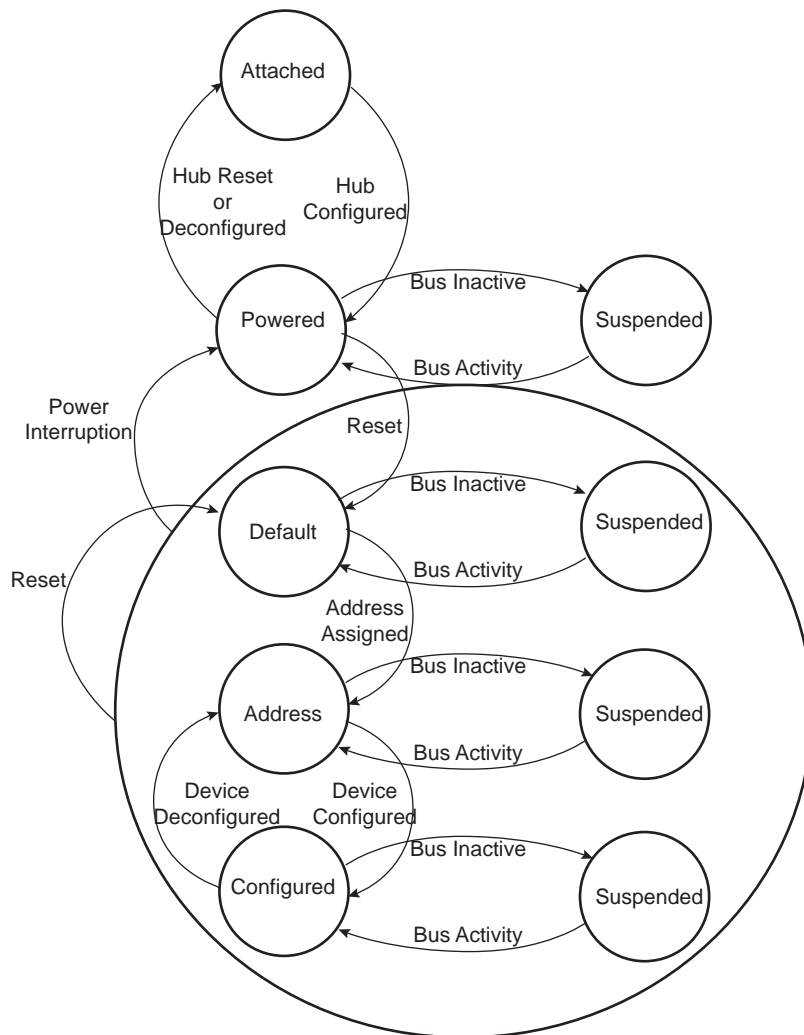 Attached
Hub Reset
or
Deconfigured
Hub
Configured
Powered
Bus Inactive
Suspended
Bus Activity
Power
Interruption
Reset
Default
Bus Inactive
Suspended
Bus Activity
Reset
Address
Assigned
Address
Bus Inactive
Suspended
Bus Activity
Device
Deconfigured
Device
Configured
Configured
Bus Inactive
Suspended
Bus Activity